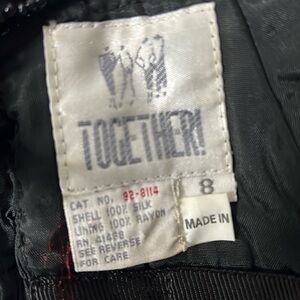 TOGETHER!
8
CAT. NO. 92-8114
SHELL 100% SILK
LINING 100% RAYON
RN. 41468
SEE REVERSE
FOR CARE
MADE IN